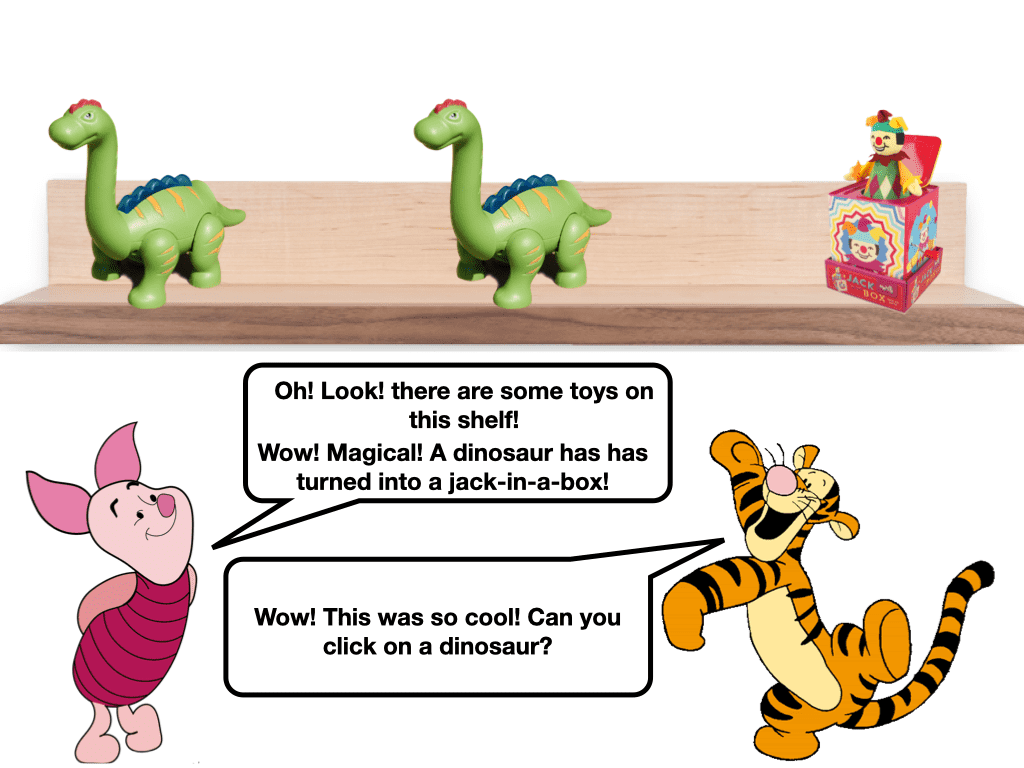 JACK
BOX
Oh! Look! there are some toys on
this shelf!
Wow! Magical! A dinosaur has has
turned into a jack-in-a-box!
Wow! This was so cool! Can you
click on a dinosaur?